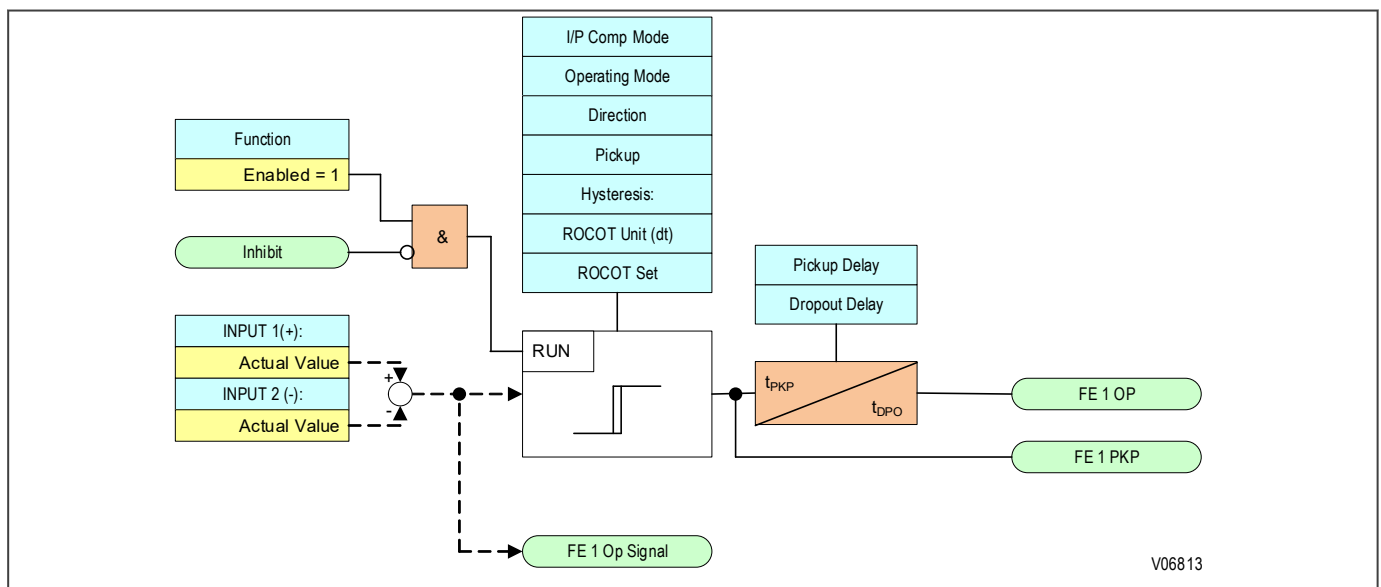 I/P Comp Mode
Operating Mode
Direction
Pickup
Hysteresis:
ROCOT Unit (dt)
ROCOT Set
Function
Enabled = 1
&
Inhibit
Pickup Delay
Dropout Delay
INPUT 1(+):
Actual Value
INPUT 2 (-):
Actual Value
+
-
RUN
tPKP
tDPO
FE 1 OP
FE 1 PKP
FE 1 Op Signal
V06813